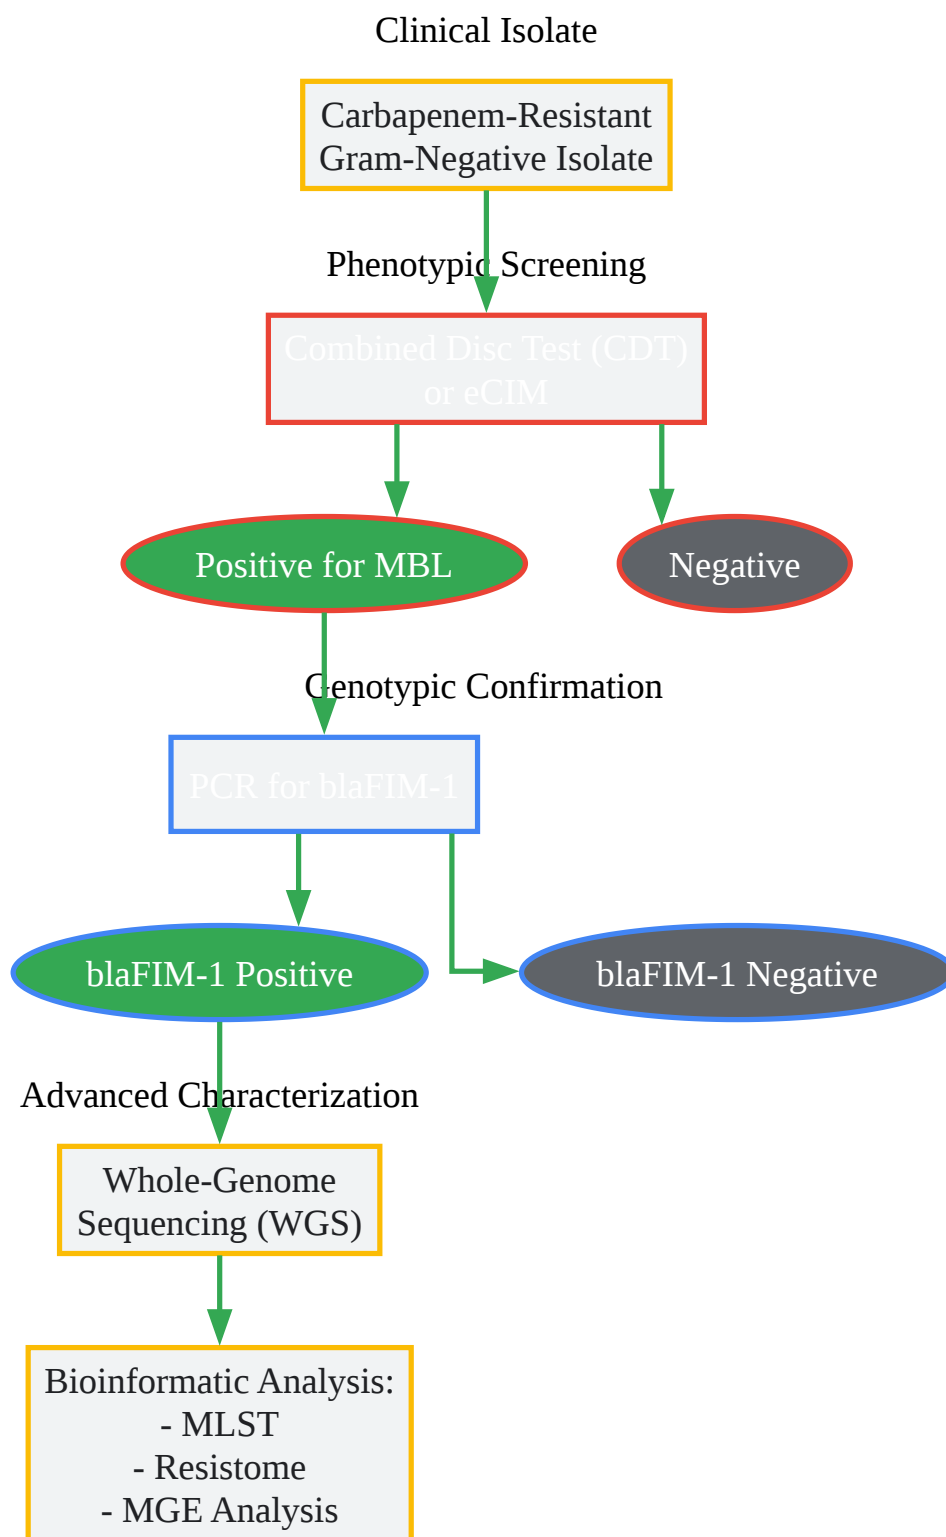 Clinical Isolate
Carbapenem-Resistant
Gram-Negative Isolate
Phenotypic Screening
Combined Disc Test (CDT)
or eCIM
Positive for MBL
Negative
Genotypic Confirmation
PCR for blaFIM-1
blaFIM-1 Positive
blaFIM-1 Negative
Advanced Characterization
Whole-Genome
Sequencing (WGS)
Bioinformatic Analysis:
- MLST
- Resistome
- MGE Analysis